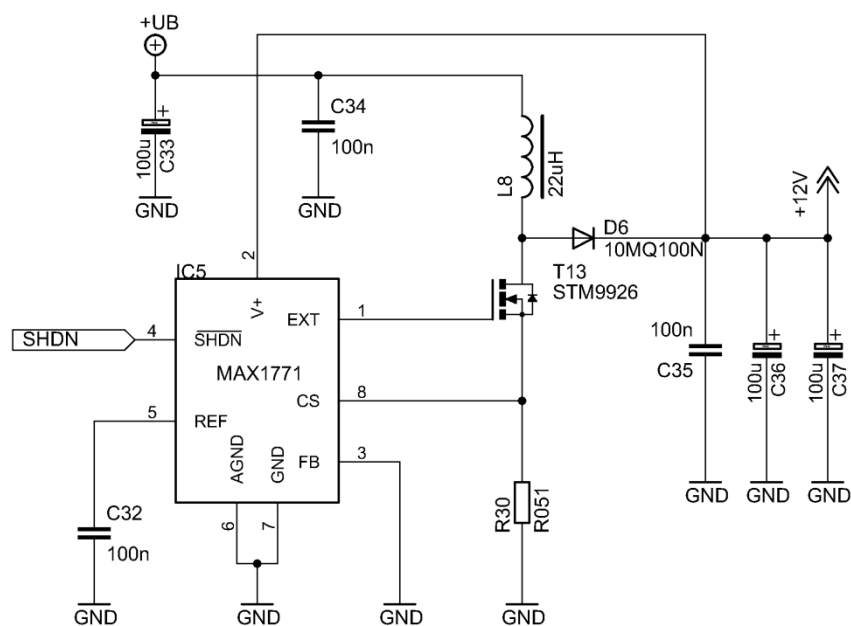 +UB
C34
100n
100u
C33
+
GND
GND
L8
22uH
+12V
D6
10MQ100N
T13
STM9926
2
IC5
V+
EXT
1
SHDN
4
SHDN
MAX1771
CS
8
5
REF
AGND
GND
FB
3
6
7
C32
100n
R30
R051
100n
C35
100u
C36
+
100u
C37
+
GND
GND
GND
GND
GND
GND
GND